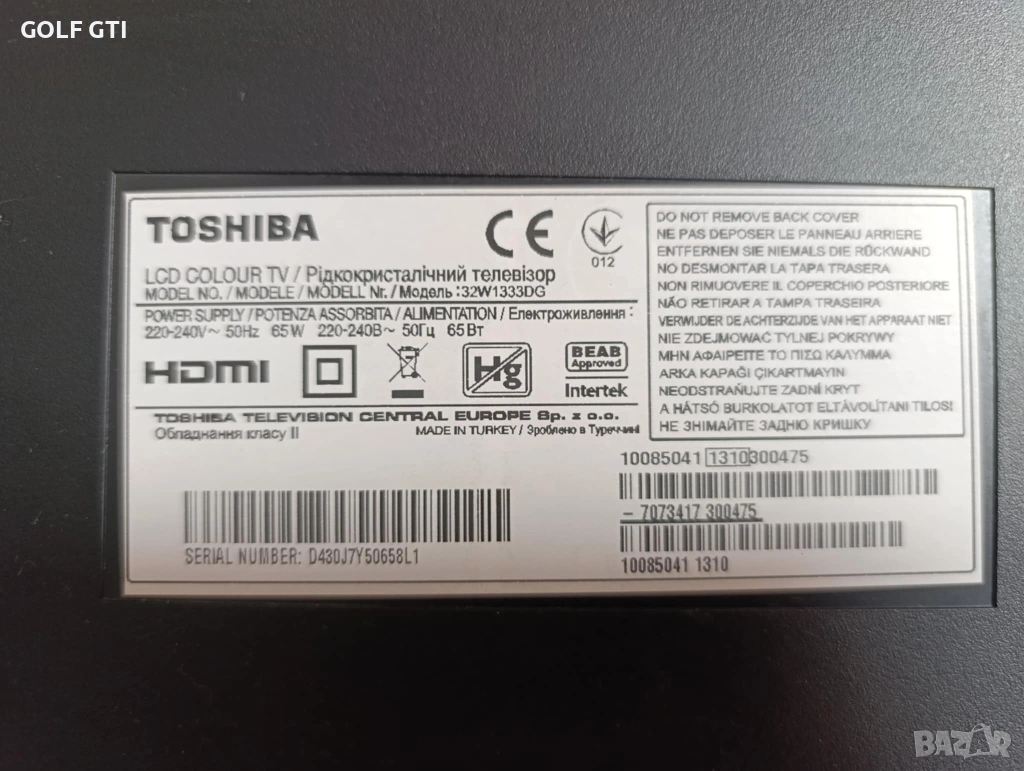 GOLF GTI
TOSHIBA
CE
012
LCD COLOUR TV / Рідкокристалічний телевізор
MODEL NO. / MODELE / MODELL Nr. / Модель :32W1333DG
POWER SUPPLY / POTENZA ASSORBITA / ALIMENTATION / Електроживлення :
220-240V~ 50Hz 65W 220-240В~ 50Гц 65Вт
HDMI
Hg
BEAB
Approved
Intertek
TOSHIBA TELEVISION CENTRAL EUROPE Sp. z o.o.
Обладнання класу II
MADE IN TURKEY / Зроблено в Туреччині
DO NOT REMOVE BACK COVER
NE PAS DEPOSER LE PANNEAU ARRIERE
ENTFERNEN SIE NIEMALS DIE RÜCKWAND
NO DESMONTAR LA TAPA TRASERA
NON RIMUOVERE IL COPERCHIO POSTERIORE
NÃO RETIRAR A TAMPA TRASEIRA
VERWIJDER DE ACHTERZIJDE VAN HET APPARAAT NIET
NIE ZDEJMOWAĆ TYLNEJ POKRYWY
ΜΗΝ ΑΦΑΙΡΕΙΤΕ ΤΟ ΠΙΣΩ ΚΑΛΥΜΜΑ
ARKA KAPAĞI ÇIKARTMAYIN
NEODSTRAŇUJTE ZADNÍ KRYT
A HÁTSÓ BURKOLATOT ELTÁVOLÍTANI TILOS!
НЕ ЗНІМАЙТЕ ЗАДНЮ КРИШКУ
10085041 1310300475
- 7073417 300475
10085041 1310
SERIAL NUMBER: D430J7Y50658L1
BAZAR